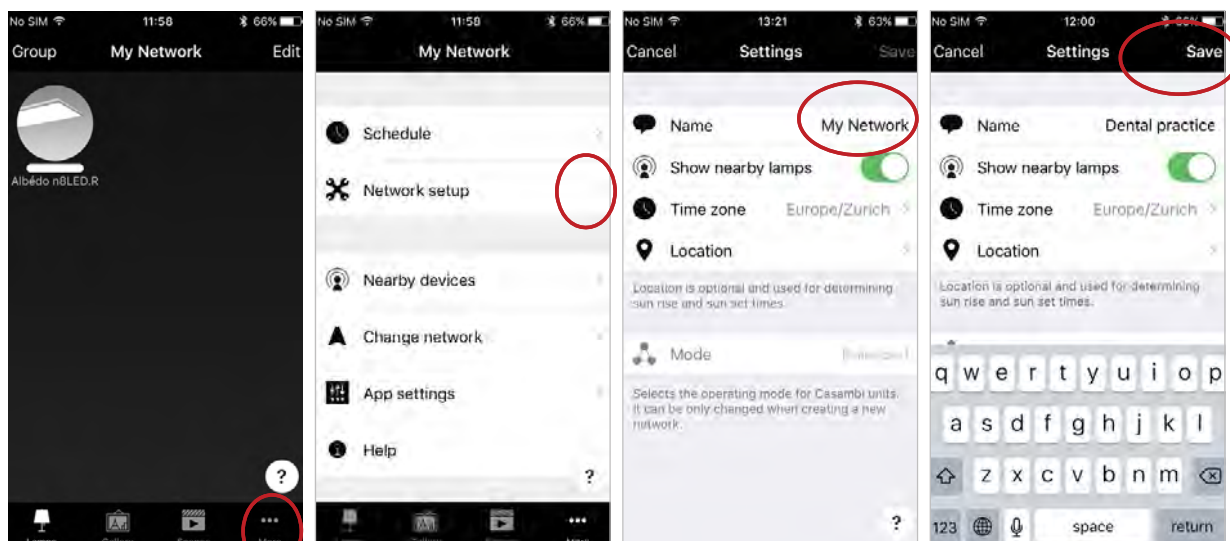 No SIM 11:58 66%
Group My Network Edit
Albédo n8LED.R
?
No SIM 11:58 66%
My Network
Schedule
Network setup
Nearby devices
Change network
App settings
Help
?
No SIM 13:21 63%
Cancel Settings Save
Name My Network
Show nearby lamps
Time zone Europe/Zurich
Location
Location is optional and used for determining
sun rise and sun set times.
Mode
Selects the operating mode for Casambi units.
It can be only changed when creating a new
network.
?
No SIM 12:00 66%
Cancel Settings Save
Name Dental practice
Show nearby lamps
Time zone Europe/Zurich
Location
Location is optional and used for determining
sun rise and sun set times.
q w e r t y u i o p
a s d f g h j k l
z x c v b n m
123 space return